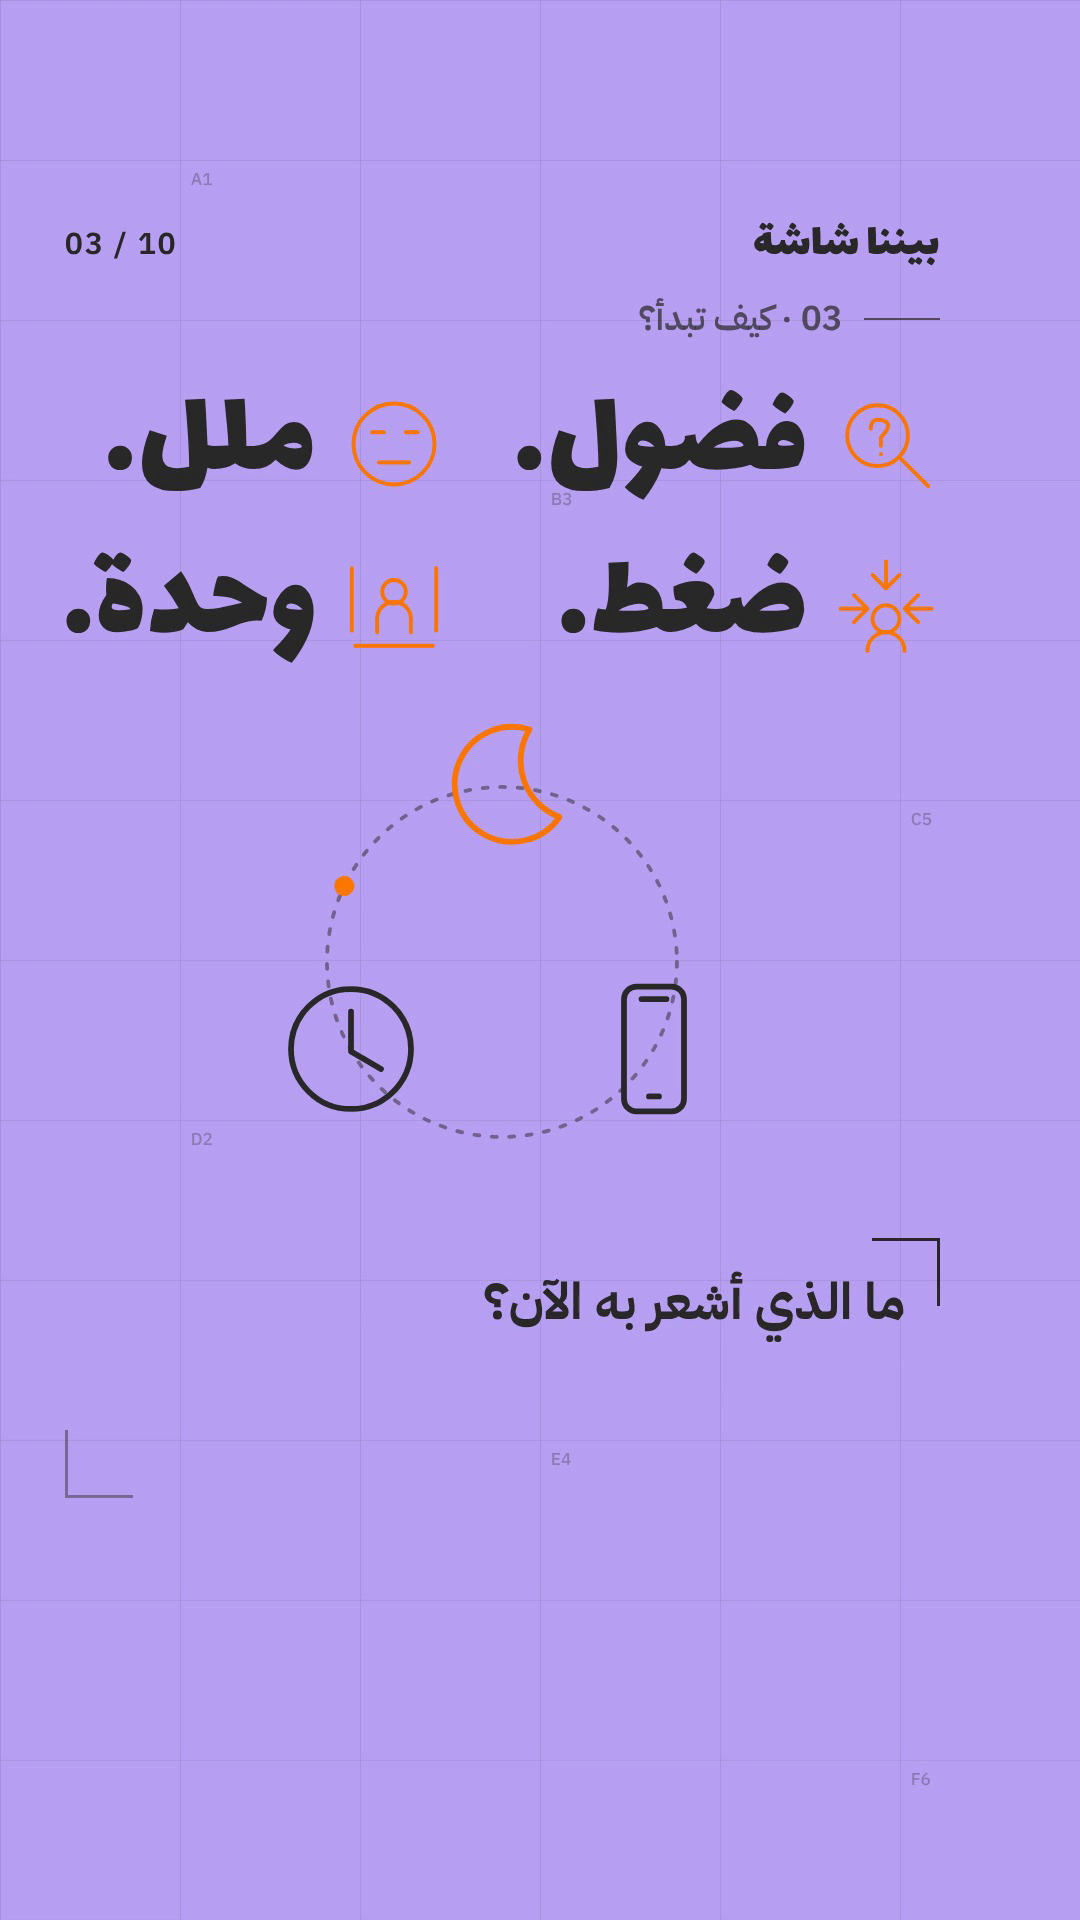 A1
بيننا شاشة
03 / 10
03 · كيف تبدأ؟
فضول. ملل.
B3
ضغط. وحدة.
C5
D2
ما الذي أشعر به الآن؟
E4
F6